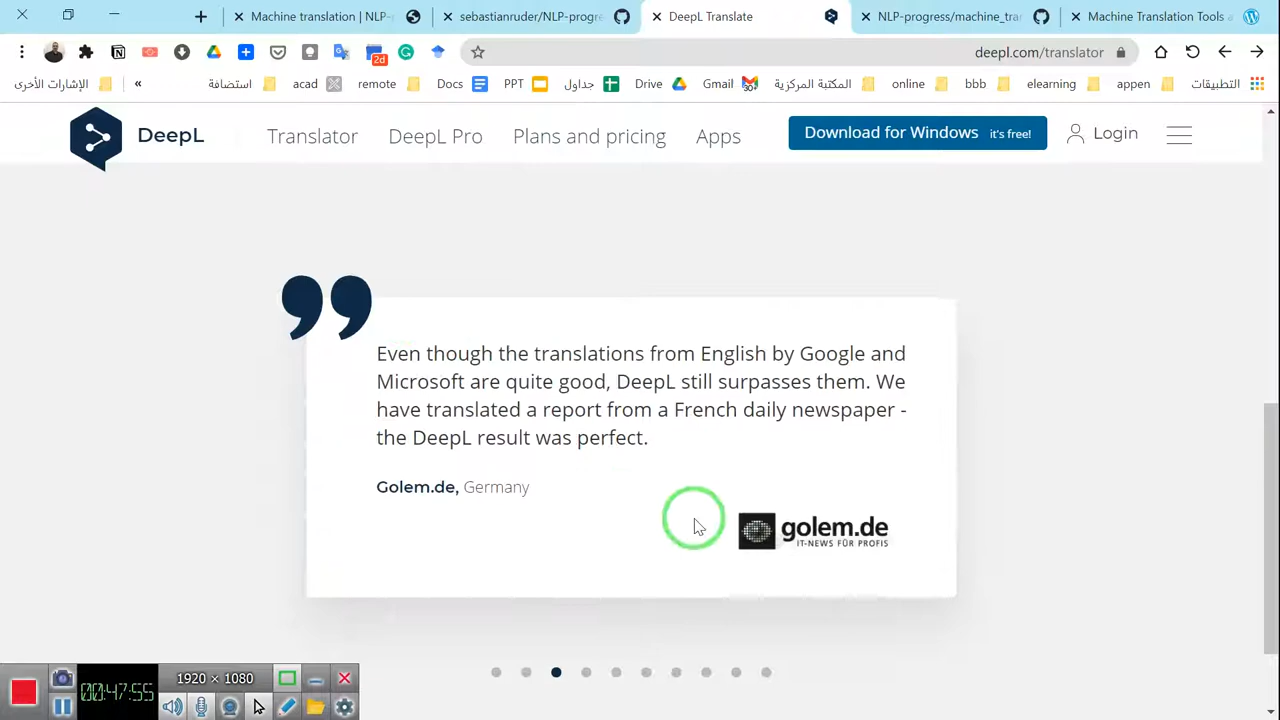 Machine translation | NLP-p
sebastianruder/NLP-progre
DeepL Translate
NLP-progress/machine_tra
Machine Translation Tools
2d
deepl.com/translator
الإشارات الأخرى
«
استضافة
acad
remote
Docs
PPT
جداول
Drive
Gmail
30
المكتبة المركزية
online
bbb
elearning
appen
التطبيقات
DeepL
Translator
DeepL Pro
Plans and pricing
Apps
Download for Windows it's free!
Login
Even though the translations from English by Google and
Microsoft are quite good, DeepL still surpasses them. We
have translated a report from a French daily newspaper -
the DeepL result was perfect.
Golem.de, Germany
golem.de
IT-NEWS FÜR PROFIS
00:47:55
1920 × 1080